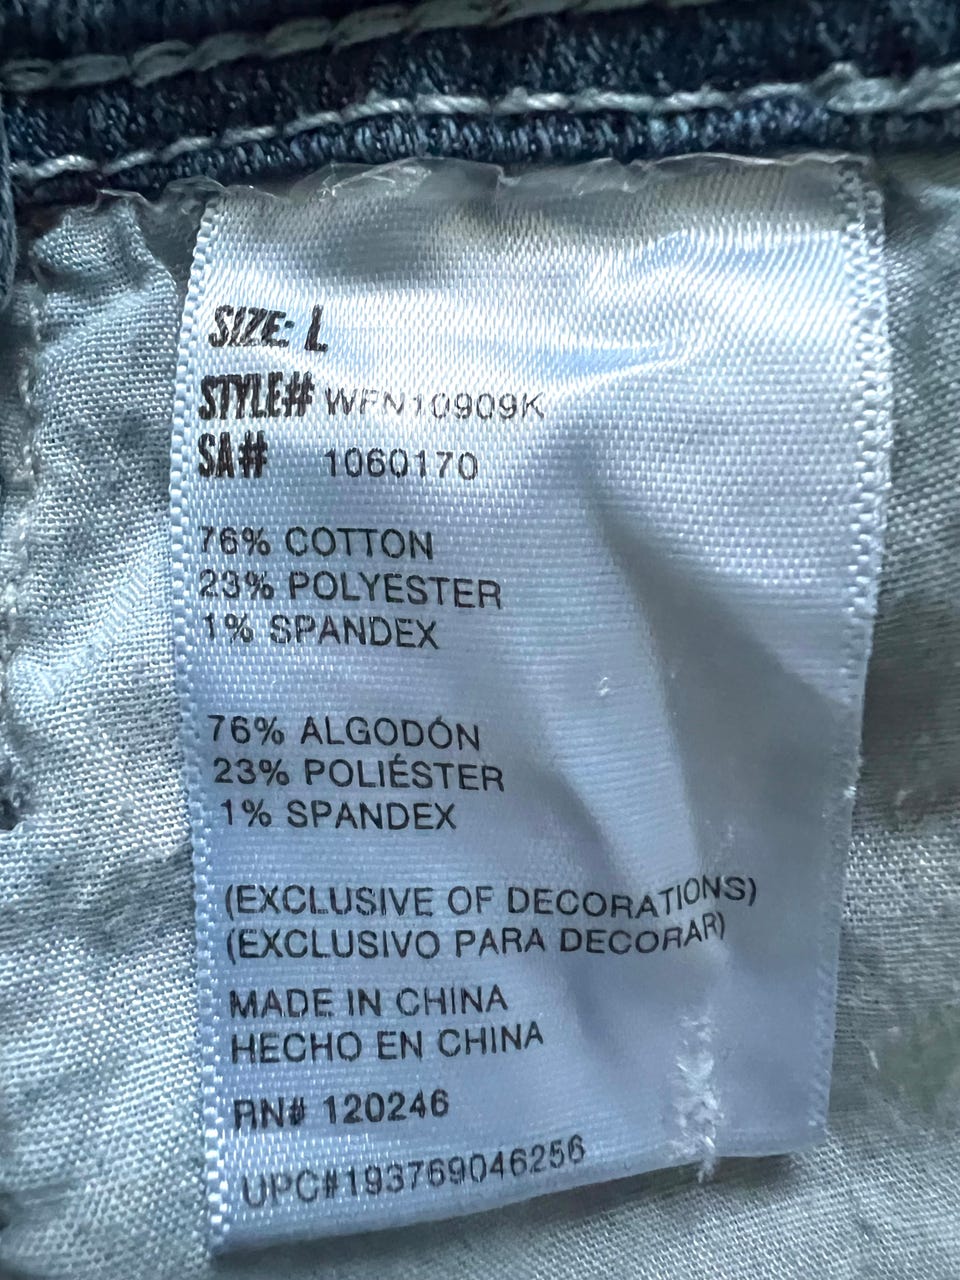 SIZE: L
STYLE# WFN10909K
SA# 1060170
76% COTTON
23% POLYESTER
1% SPANDEX
76% ALGODÓN
23% POLIÉSTER
1% SPANDEX
(EXCLUSIVE OF DECORATIONS)
(EXCLUSIVO PARA DECORAR)
MADE IN CHINA
HECHO EN CHINA
RN# 120246
UPC#193769046256